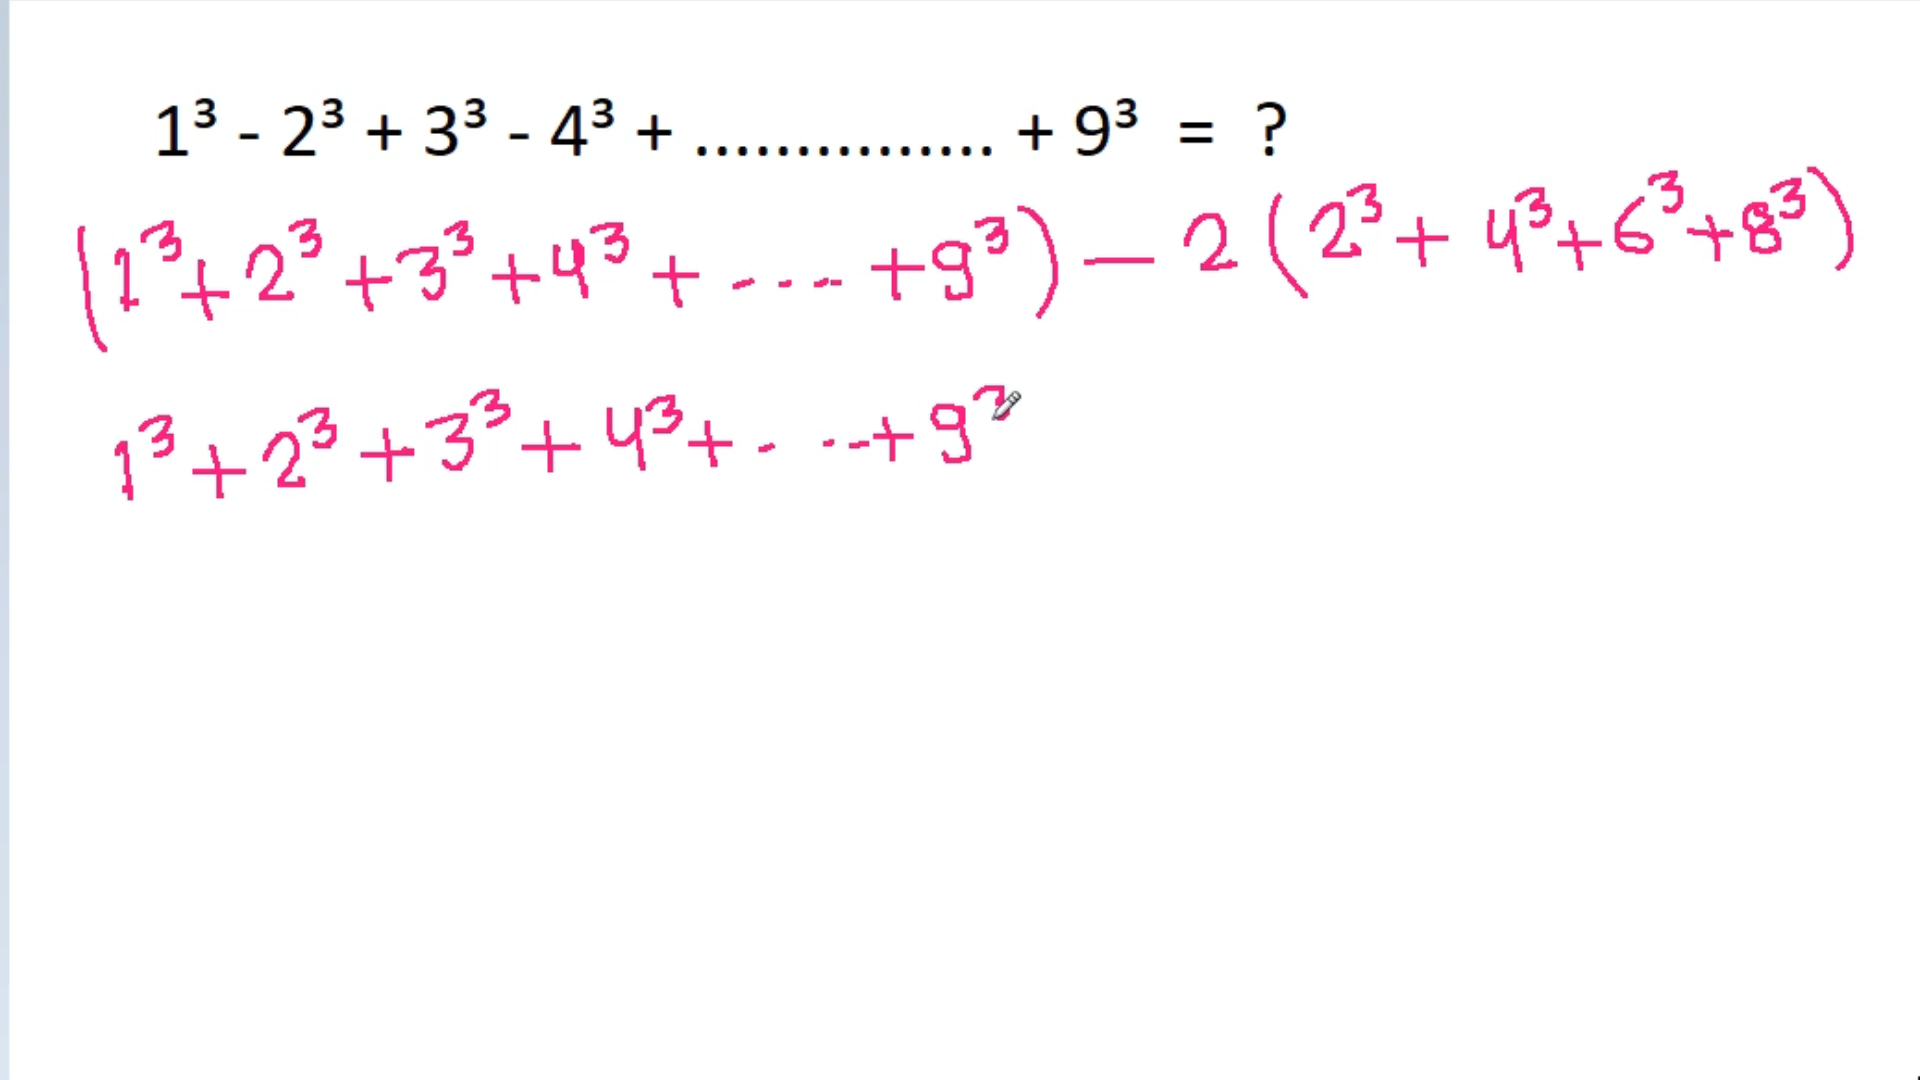 1³ - 2³ + 3³ - 4³ + ............... + 9³ = ?
(1³ + 2³ + 3³ + 4³ + ---- + 9³) — 2 (2³ + 4³ + 6³ + 8³)
1³ + 2³ + 3³ + 4³ + - --- + 9³